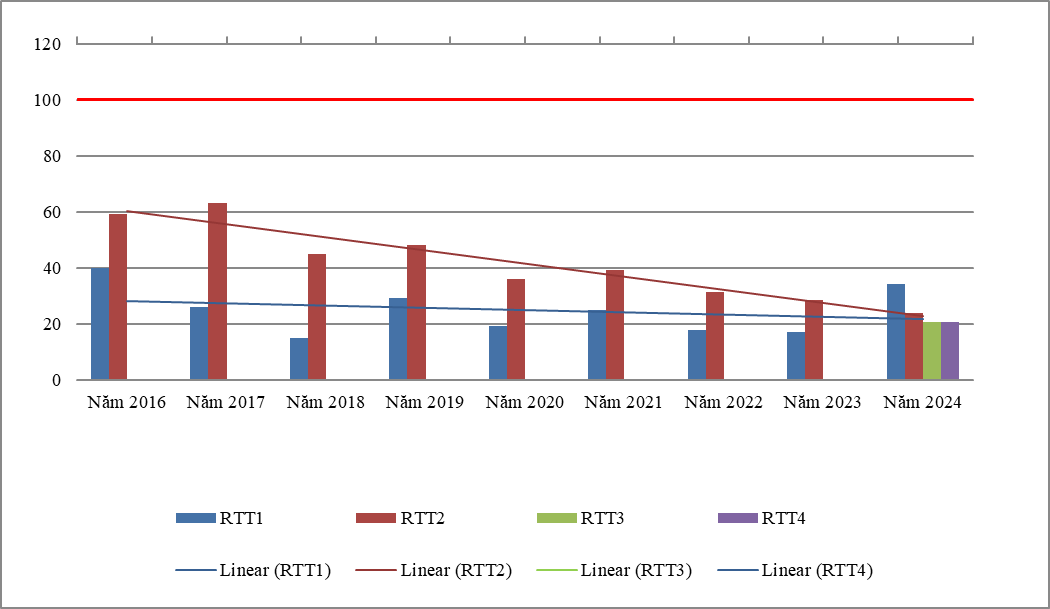 120
100
80
60
40
20
0
Năm 2016 Năm 2017 Năm 2018 Năm 2019 Năm 2020 Năm 2021 Năm 2022 Năm 2023 Năm 2024
RTT1 RTT2 RTT3 RTT4
Linear (RTT1) Linear (RTT2) Linear (RTT3) Linear (RTT4)